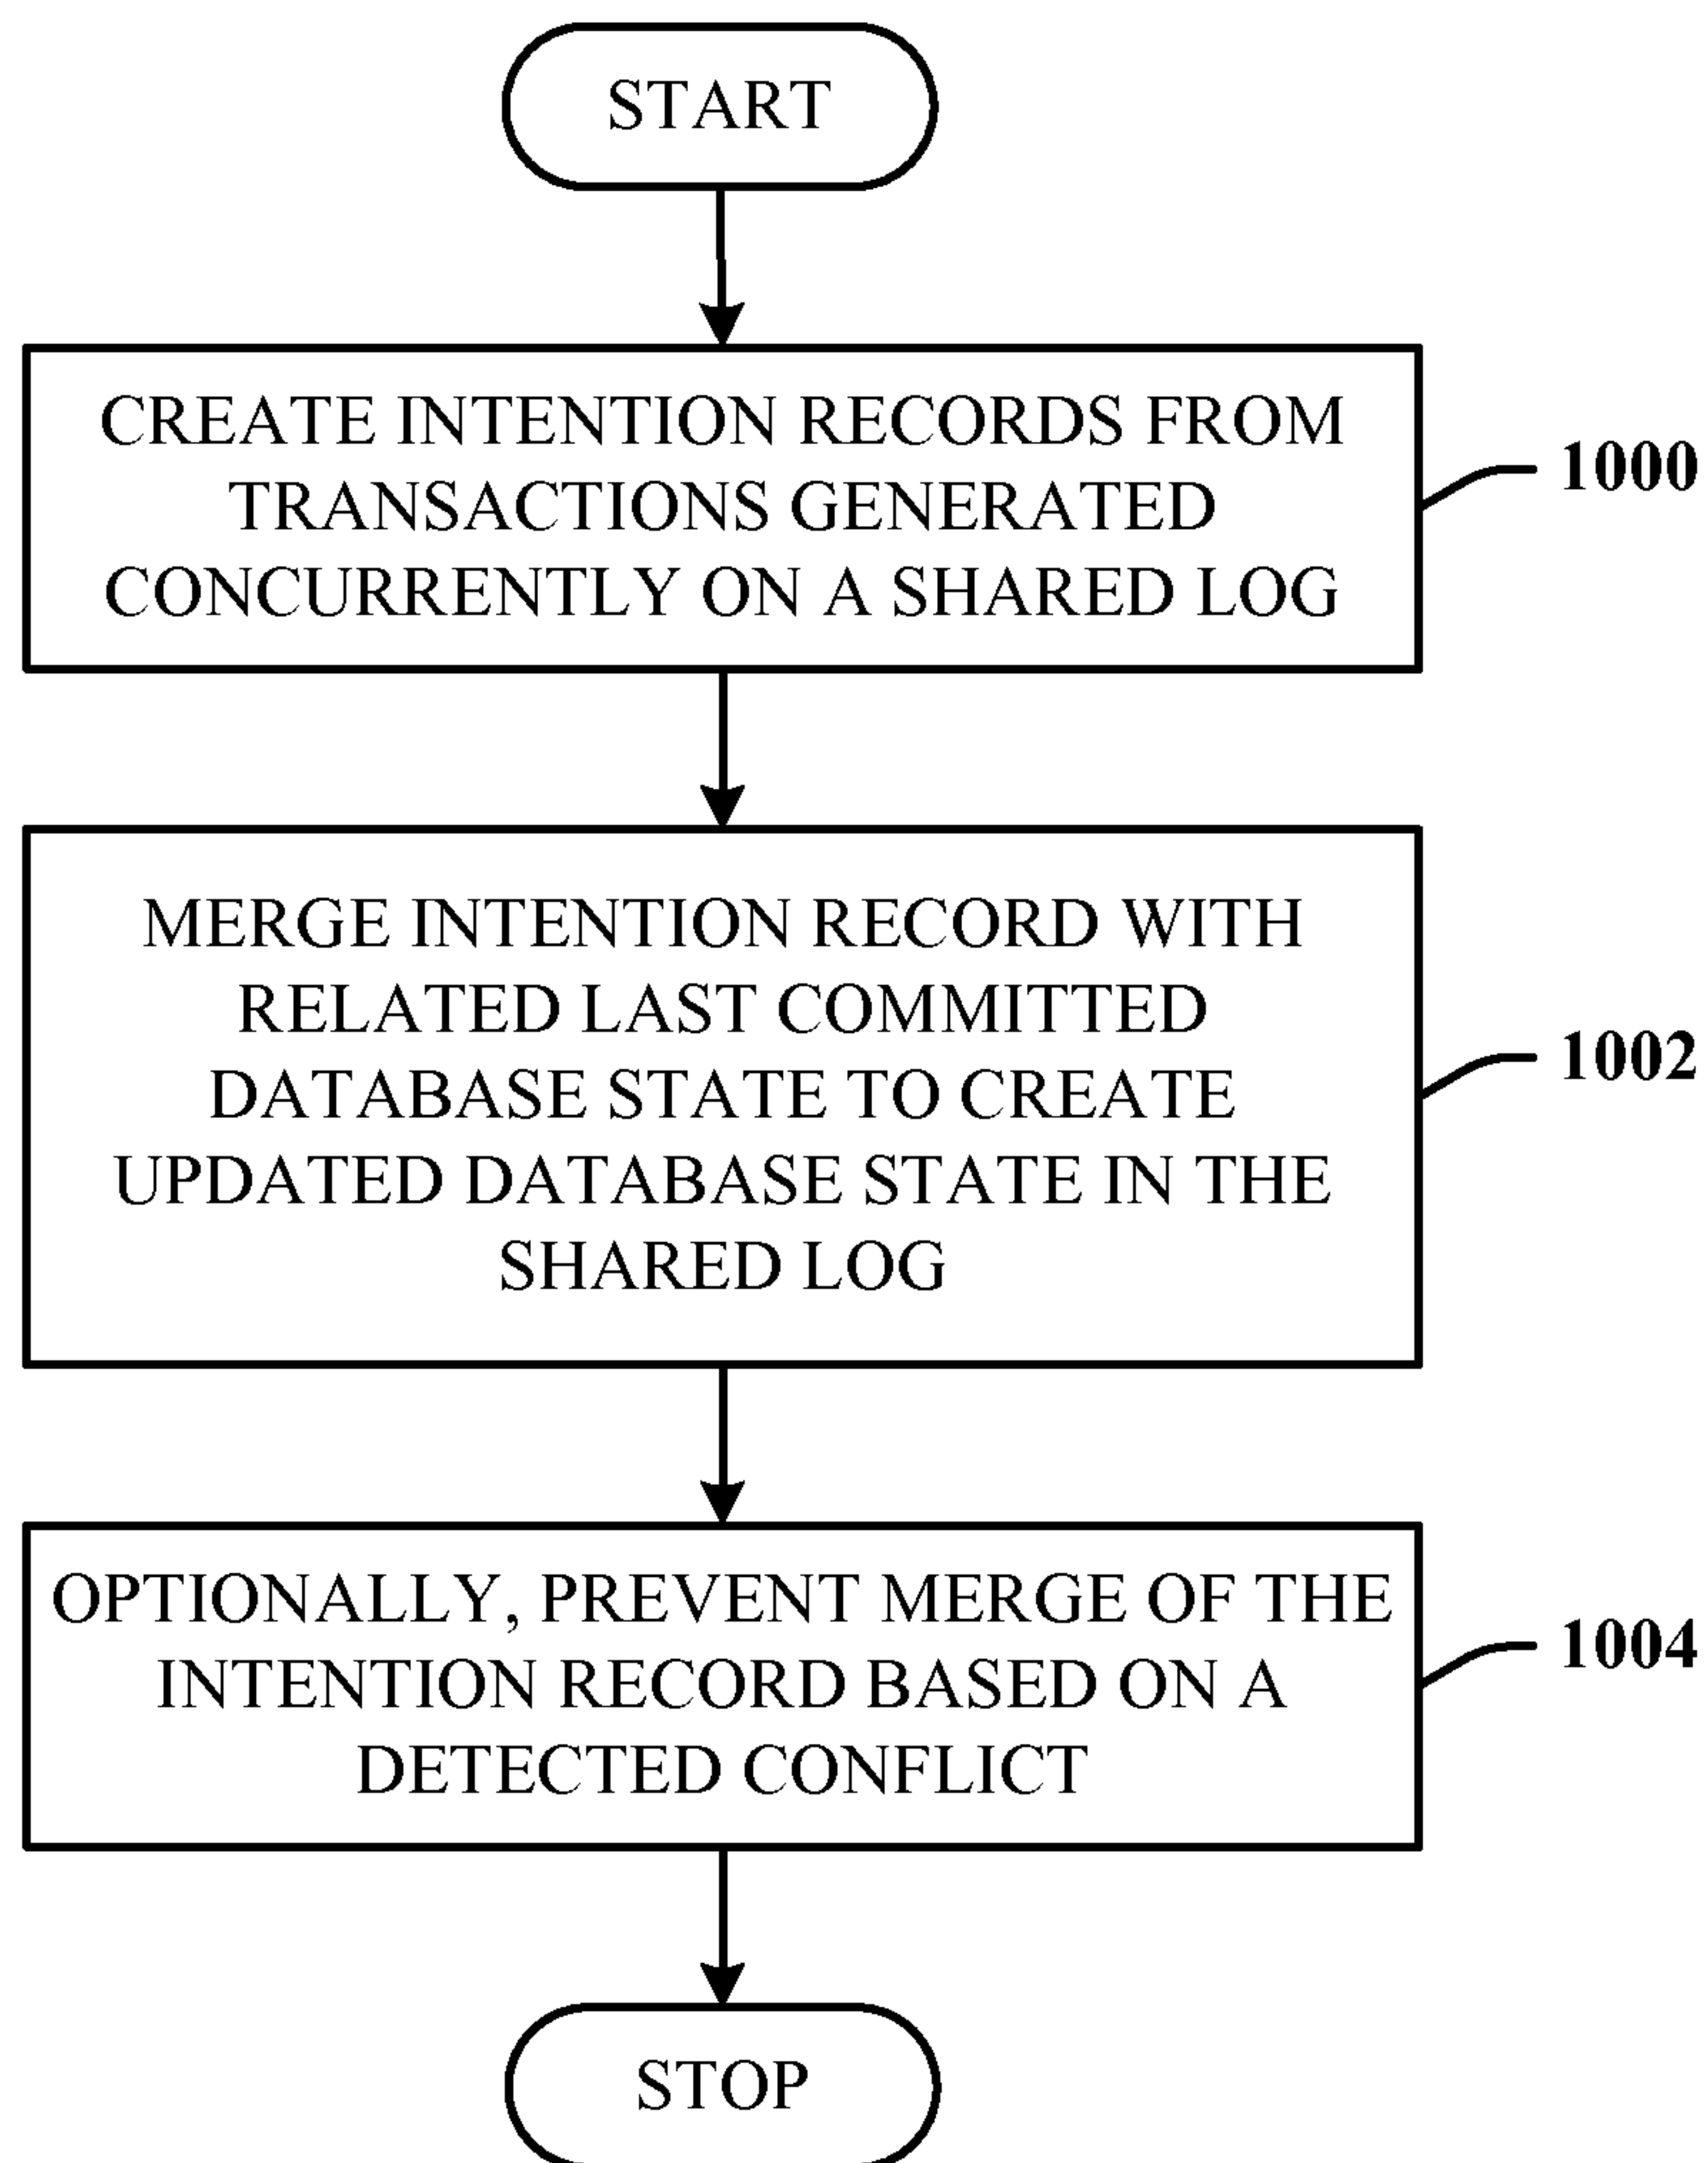 START
CREATE INTENTION RECORDS FROM
TRANSACTIONS GENERATED
CONCURRENTLY ON A SHARED LOG
1000
MERGE INTENTION RECORD WITH
RELATED LAST COMMITTED
DATABASE STATE TO CREATE
UPDATED DATABASE STATE IN THE
SHARED LOG
1002
OPTIONALLY, PREVENT MERGE OF THE
INTENTION RECORD BASED ON A
DETECTED CONFLICT
1004
STOP